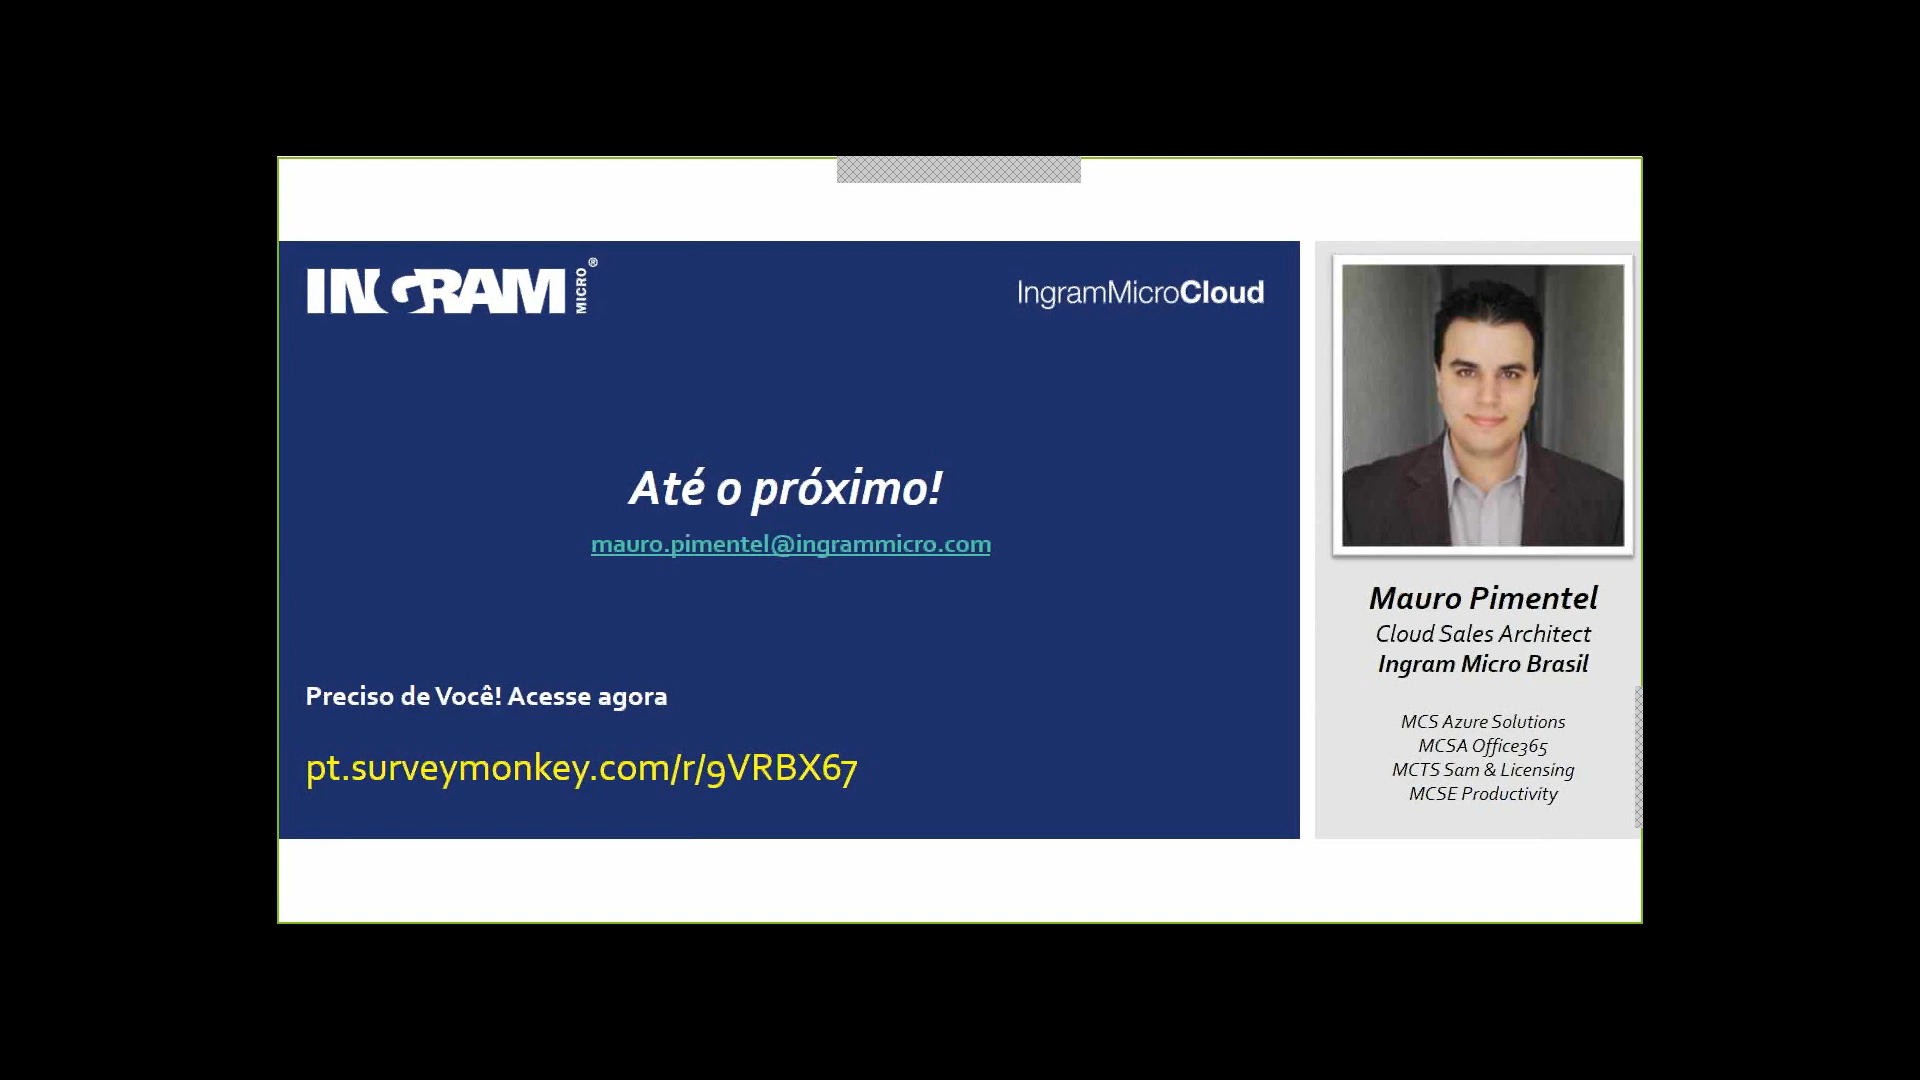 INGRAM MICRO®
IngramMicroCloud
Até o próximo!
mauro.pimentel@ingrammicro.com
Preciso de Você! Acesse agora
pt.surveymonkey.com/r/9VRBX67
Mauro Pimentel
Cloud Sales Architect
Ingram Micro Brasil
MCS Azure Solutions
MCSA Office365
MCTS Sam & Licensing
MCSE Productivity